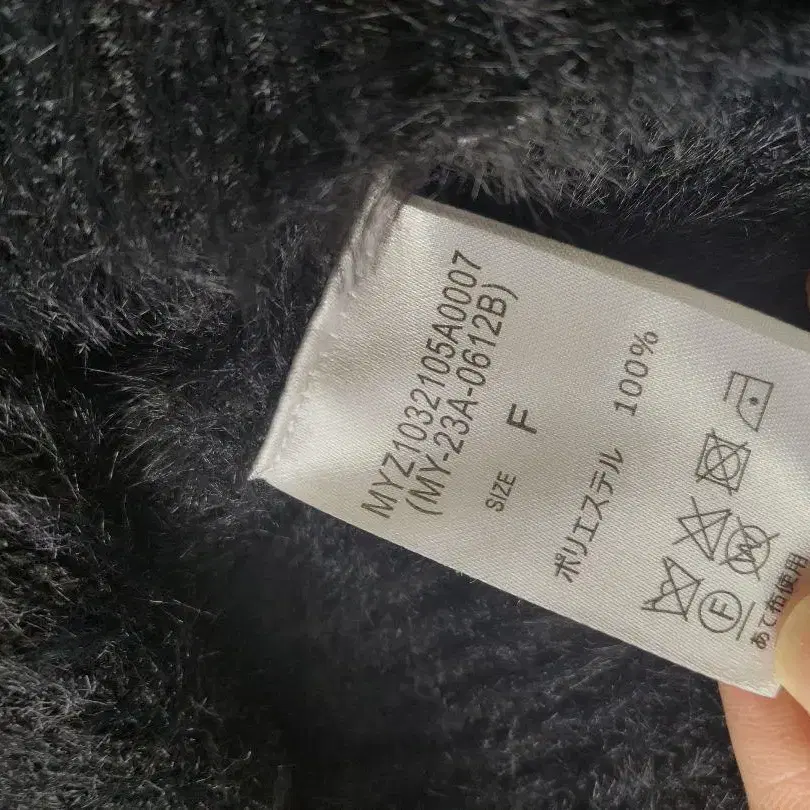 MYZ1032105A0007
(MY-23A-0612B)
SIZE F
ポリエステル 100%
F
W
あて布使用